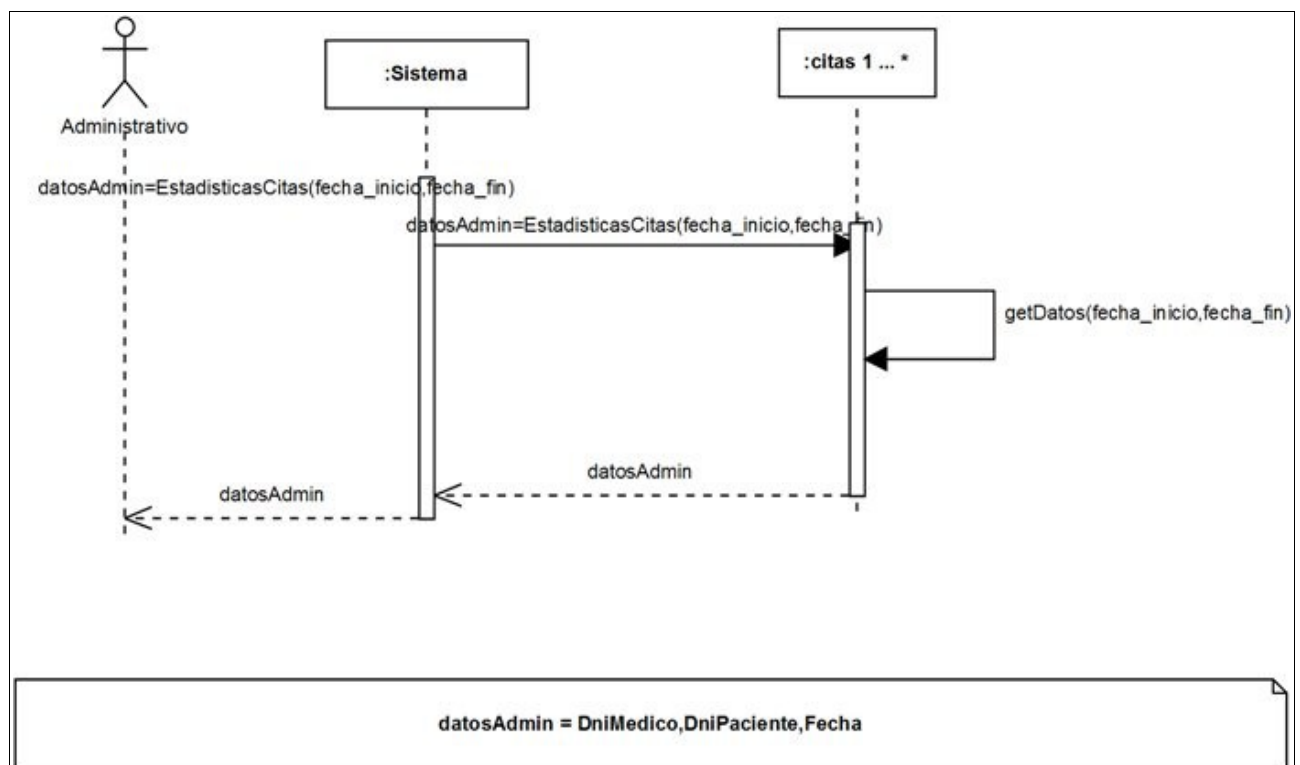 :Sistema
:citas 1 ... *
Administrativo
datosAdmin=EstadisticasCitas(fecha_inicio,fecha_fin)
datosAdmin=EstadisticasCitas(fecha_inicio,fecha_fin)
getDatos(fecha_inicio,fecha_fin)
datosAdmin
datosAdmin
datosAdmin = DniMedico,DniPaciente,Fecha